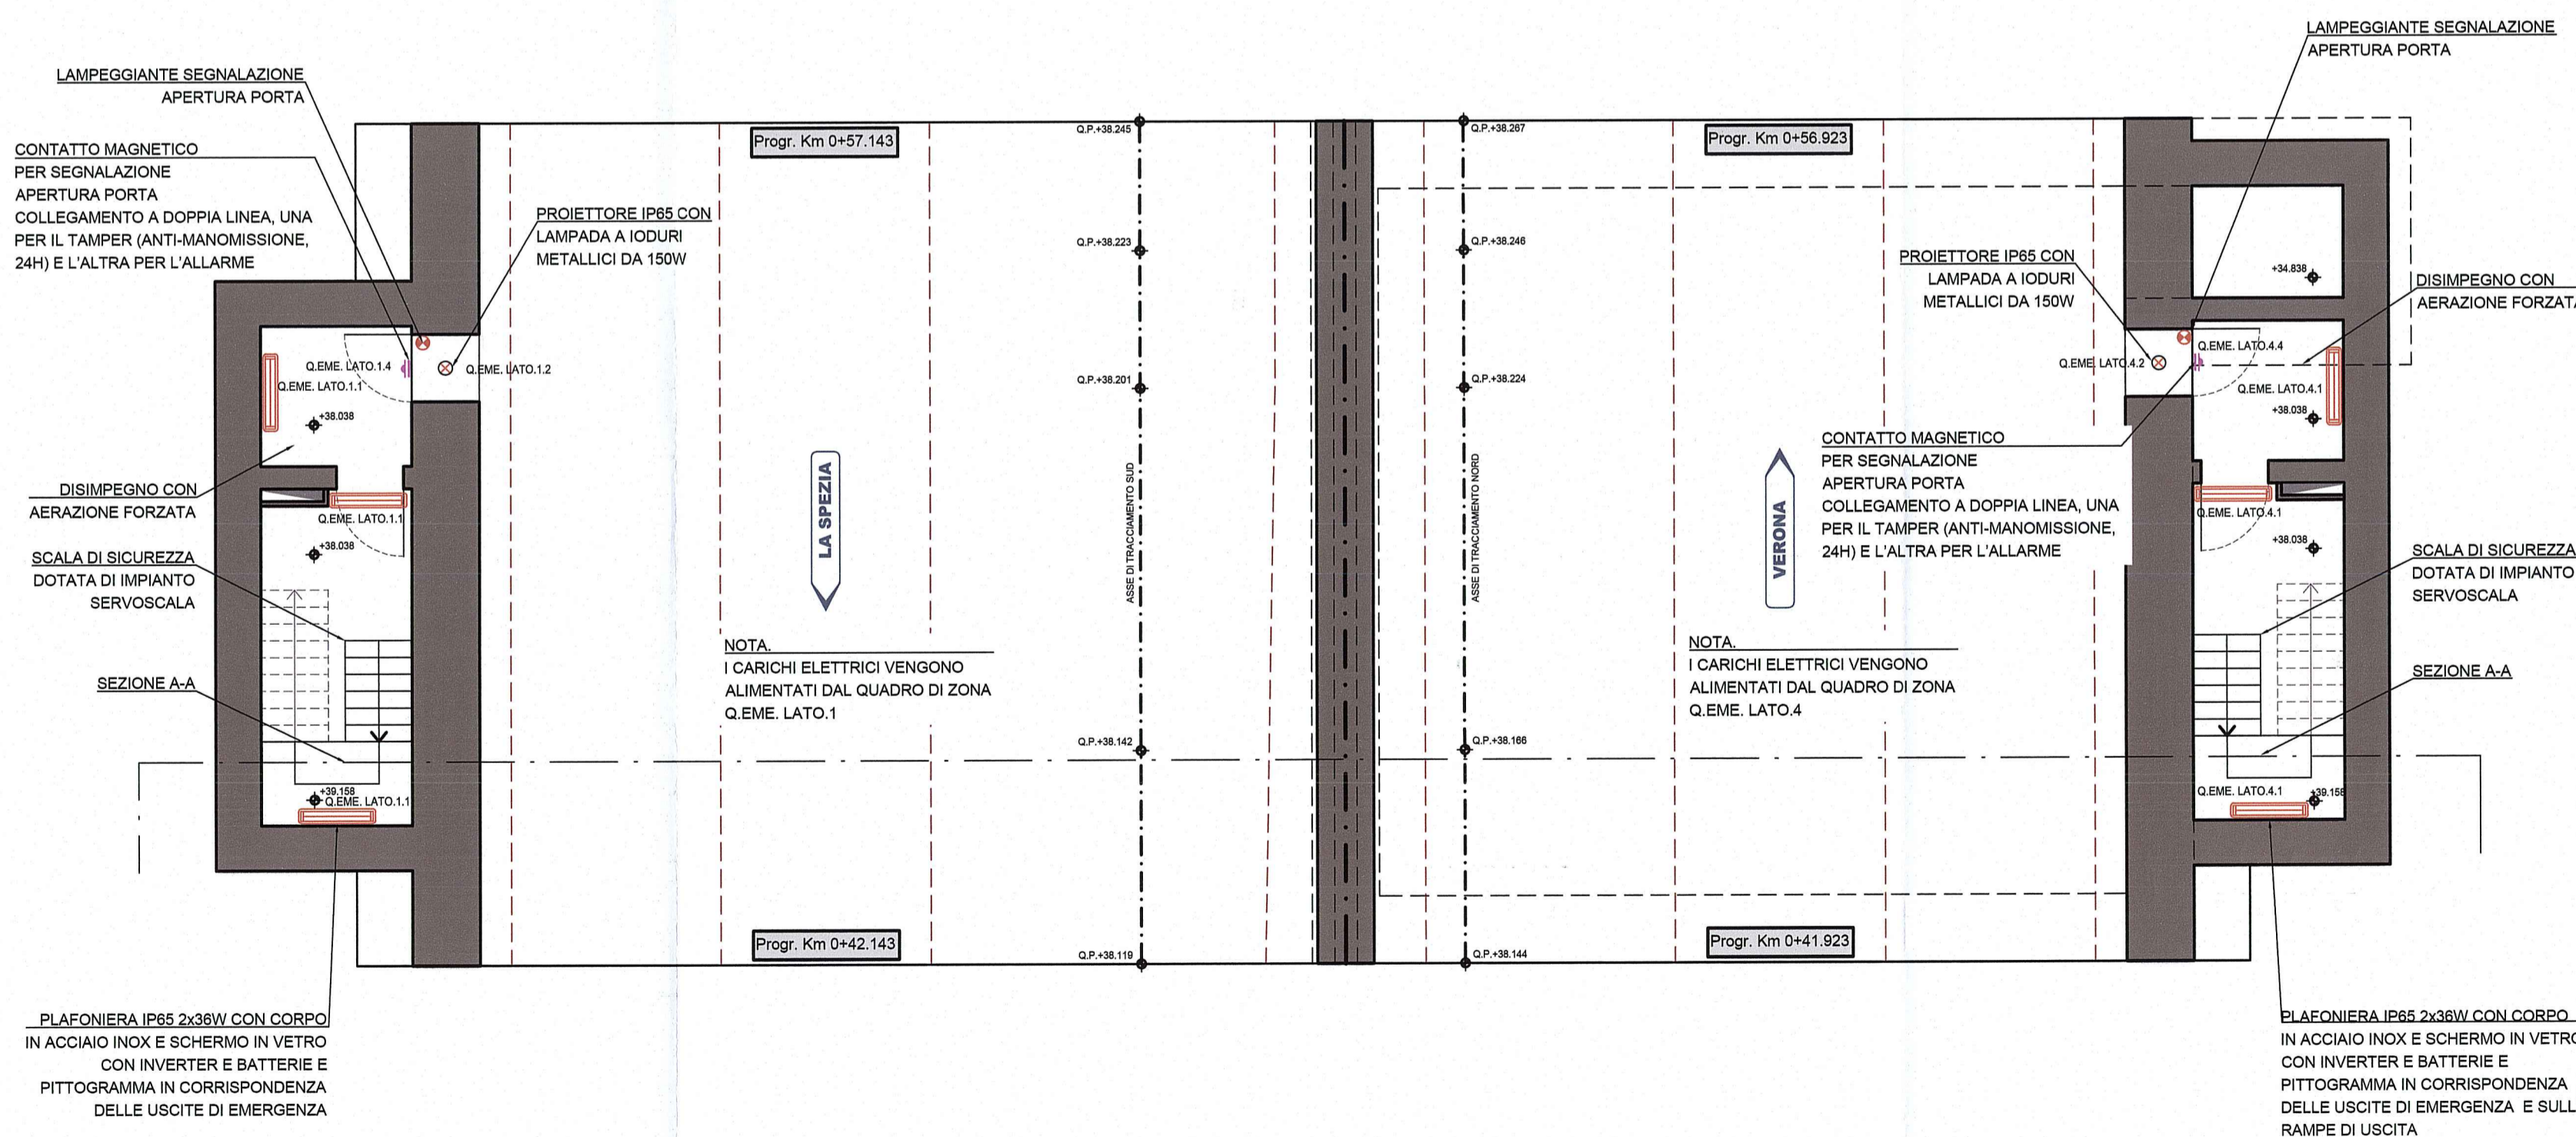 LAMPEGGIANTE SEGNALAZIONE
APERTURA PORTA
CONTATTO MAGNETICO
PER SEGNALAZIONE
APERTURA PORTA
COLLEGAMENTO A DOPPIA LINEA, UNA
PER IL TAMPER (ANTI-MANOMISSIONE,
24H) E L'ALTRA PER L'ALLARME
PROIETTORE IP65 CON
LAMPADA A IODURI
METALLICI DA 150W
Q.EME. LATO.1.4
Q.EME. LATO.1.1
Q.EME. LATO.1.2
+38.038
DISIMPEGNO CON
AERAZIONE FORZATA
Q.EME. LATO.1.1
+38.038
SCALA DI SICUREZZA
DOTATA DI IMPIANTO
SERVOSCALA
SEZIONE A-A
+39.158
Q.EME. LATO.1.1
PLAFONIERA IP65 2x36W CON CORPO
IN ACCIAIO INOX E SCHERMO IN VETRO
CON INVERTER E BATTERIE E
PITTOGRAMMA IN CORRISPONDENZA
DELLE USCITE DI EMERGENZA
Progr. Km 0+57.143
LA SPEZIA
NOTA.
I CARICHI ELETTRICI VENGONO
ALIMENTATI DAL QUADRO DI ZONA
Q.EME. LATO.1
Progr. Km 0+42.143
Q.P.+38.245
Q.P.+38.223
Q.P.+38.201
ASSE DI TRACCIAMENTO SUD
Q.P.+38.142
Q.P.+38.119
Q.P.+38.267
Q.P.+38.246
Q.P.+38.224
ASSE DI TRACCIAMENTO NORD
Q.P.+38.166
Q.P.+38.144
Progr. Km 0+56.923
VERONA
NOTA.
I CARICHI ELETTRICI VENGONO
ALIMENTATI DAL QUADRO DI ZONA
Q.EME. LATO.4
Progr. Km 0+41.923
PROIETTORE IP65 CON
LAMPADA A IODURI
METALLICI DA 150W
CONTATTO MAGNETICO
PER SEGNALAZIONE
APERTURA PORTA
COLLEGAMENTO A DOPPIA LINEA, UNA
PER IL TAMPER (ANTI-MANOMISSIONE,
24H) E L'ALTRA PER L'ALLARME
LAMPEGGIANTE SEGNALAZIONE
APERTURA PORTA
+34.838
DISIMPEGNO CON
AERAZIONE FORZATA
Q.EME. LATO.4.4
Q.EME. LATO.4.2
Q.EME. LATO.4.1
+38.038
Q.EME. LATO.4.1
+38.038
SCALA DI SICUREZZA
DOTATA DI IMPIANTO
SERVOSCALA
SEZIONE A-A
Q.EME. LATO.4.1
+39.158
PLAFONIERA IP65 2x36W CON CORPO
IN ACCIAIO INOX E SCHERMO IN VETRO
CON INVERTER E BATTERIE E
PITTOGRAMMA IN CORRISPONDENZA
DELLE USCITE DI EMERGENZA E SULL
RAMPE DI USCITA